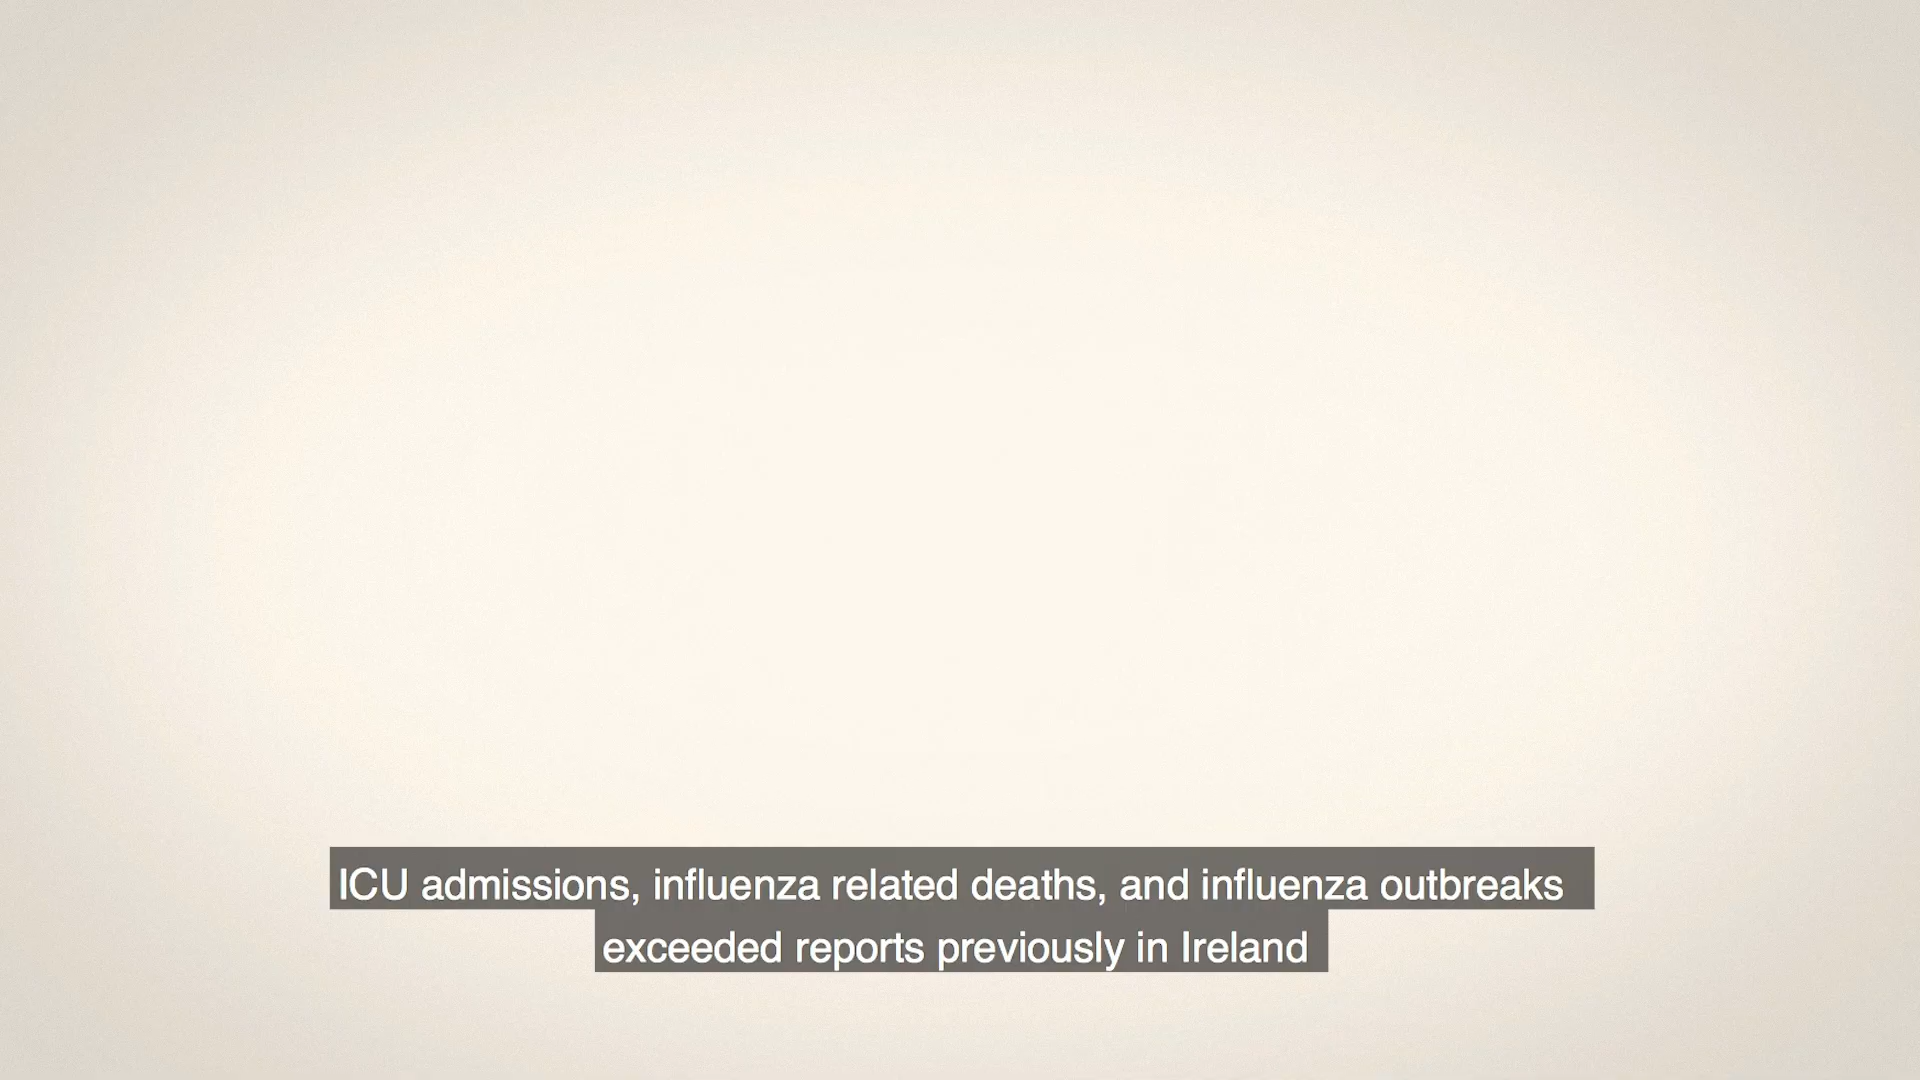 ICU admissions, influenza related deaths, and influenza outbreaks
exceeded reports previously in Ireland